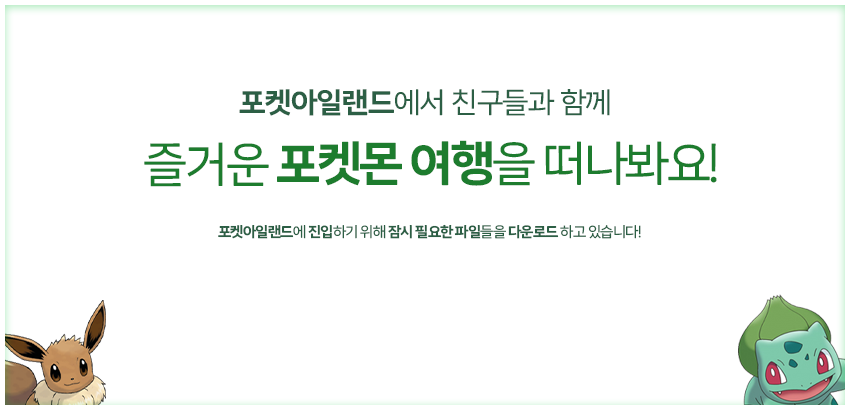 포켓아일랜드에서 친구들과 함께
즐거운 포켓몬 여행을 떠나봐요!
포켓아일랜드에 진입하기 위해 잠시 필요한 파일들을 다운로드 하고 있습니다!